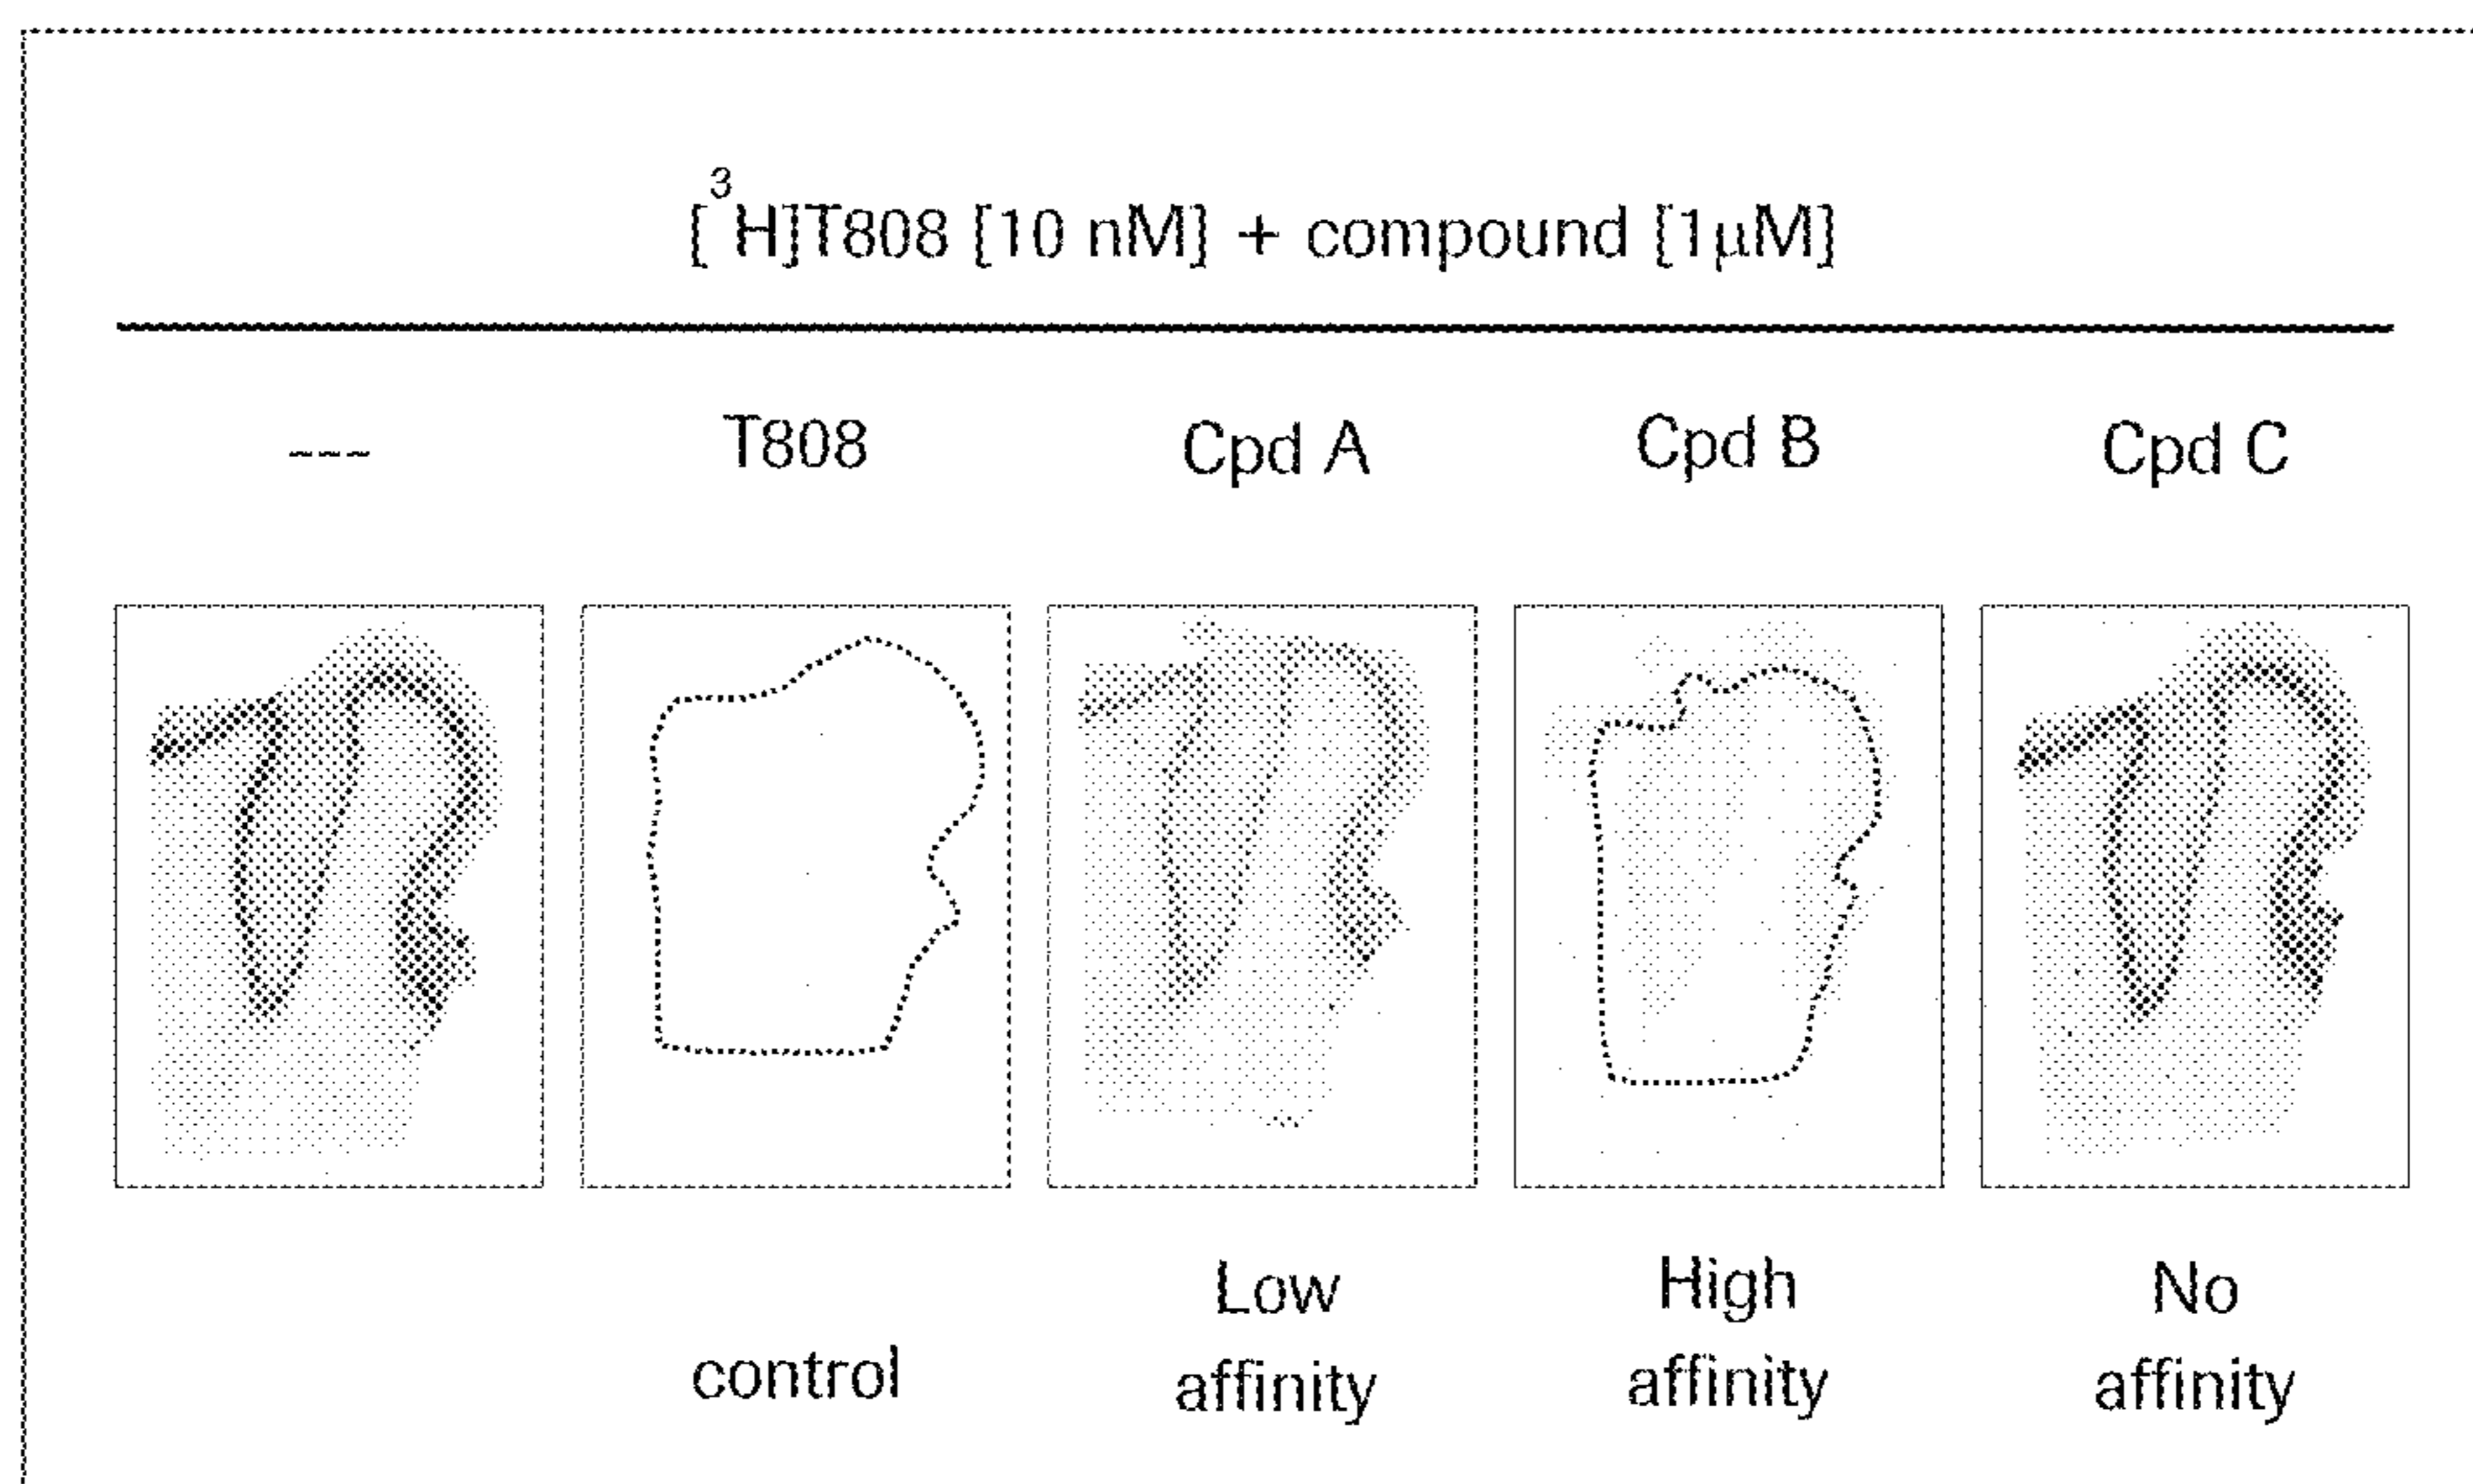 [³H]T808 [10 nM] + compound [1μM]
--- T808 Cpd A Cpd B Cpd C
Low High No
control affinity affinity affinity